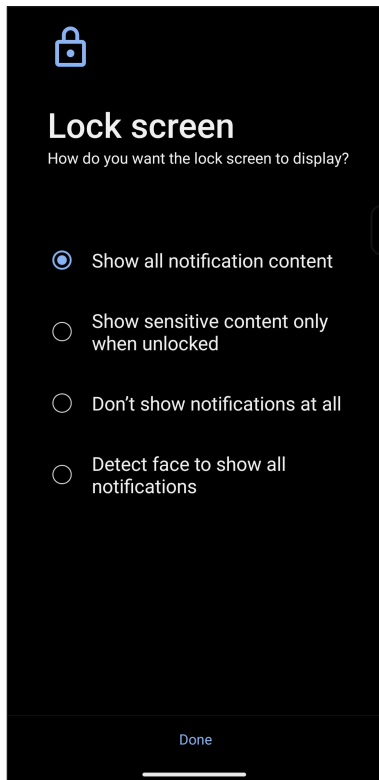 Lock screen
How do you want the lock screen to display?
Show all notification content
Show sensitive content only
when unlocked
Don’t show notifications at all
Detect face to show all
notifications
Done